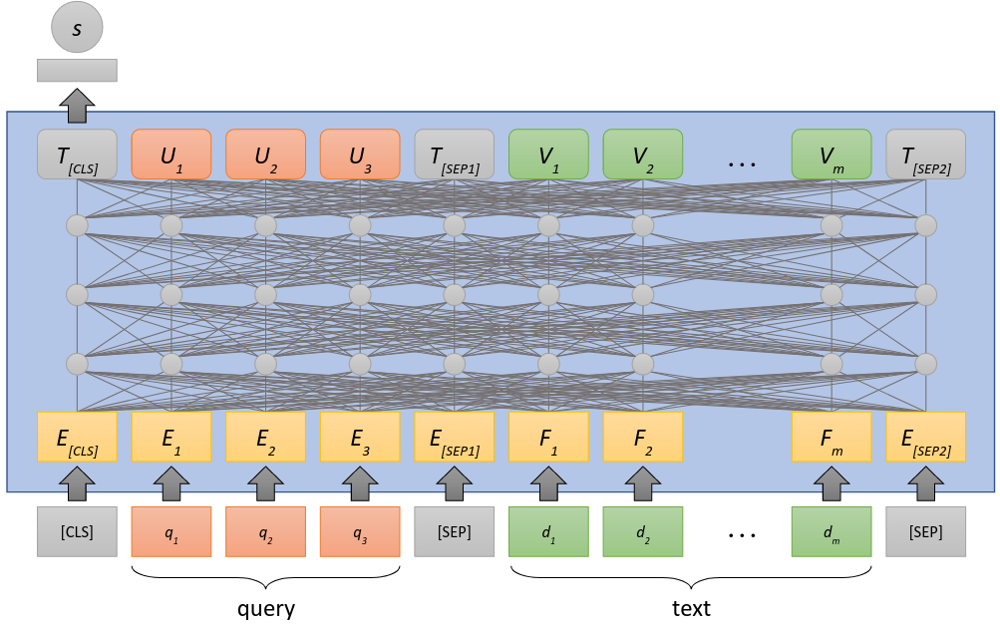 s
T[CLS] U1 U2 U3 T[SEP1] V1 V2 ... Vm T[SEP2]
E[CLS] E1 E2 E3 E[SEP1] F1 F2 Fm E[SEP2]
[CLS] q1 q2 q3 [SEP] d1 d2 ... dm [SEP]
query text